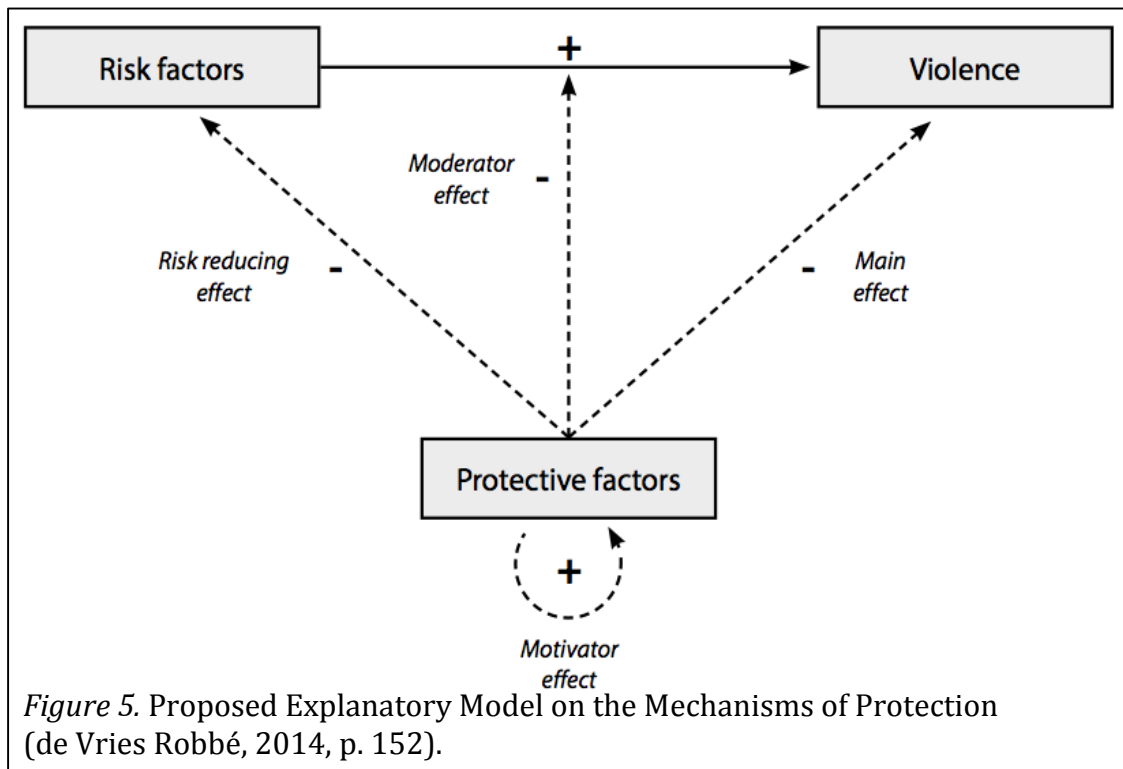 +
Risk factors
Violence
Moderator
effect
-
Risk reducing
effect
-
-
Main
effect
Protective factors
+
Motivator
effect
Figure 5. Proposed Explanatory Model on the Mechanisms of Protection
(de Vries Robbé, 2014, p. 152).